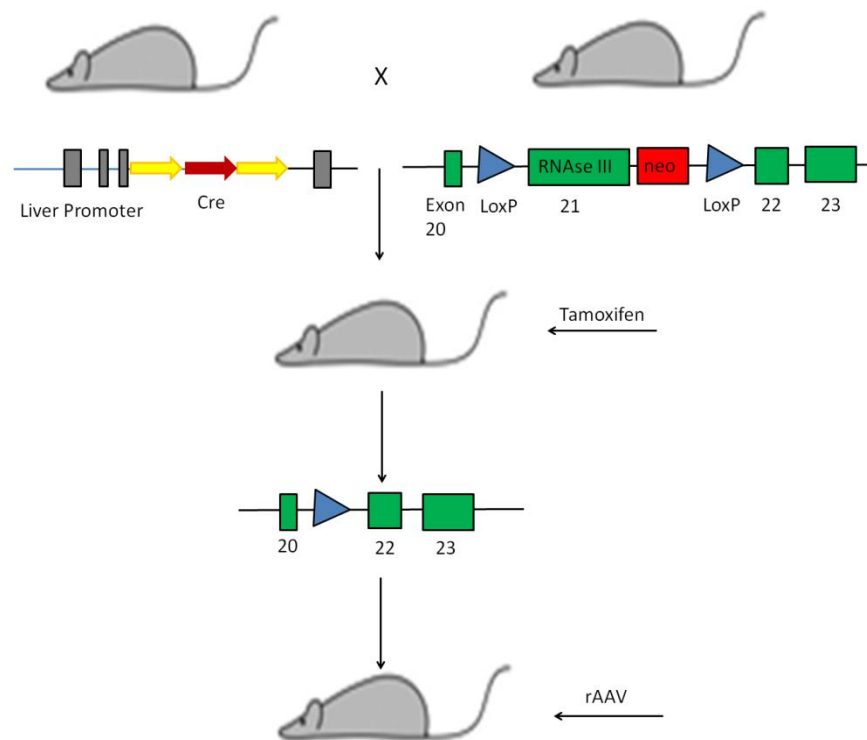 X
RNAse III
neo
Liver Promoter
Cre
Exon
20
LoxP
21
LoxP
22
23
Tamoxifen
20
22
23
rAAV